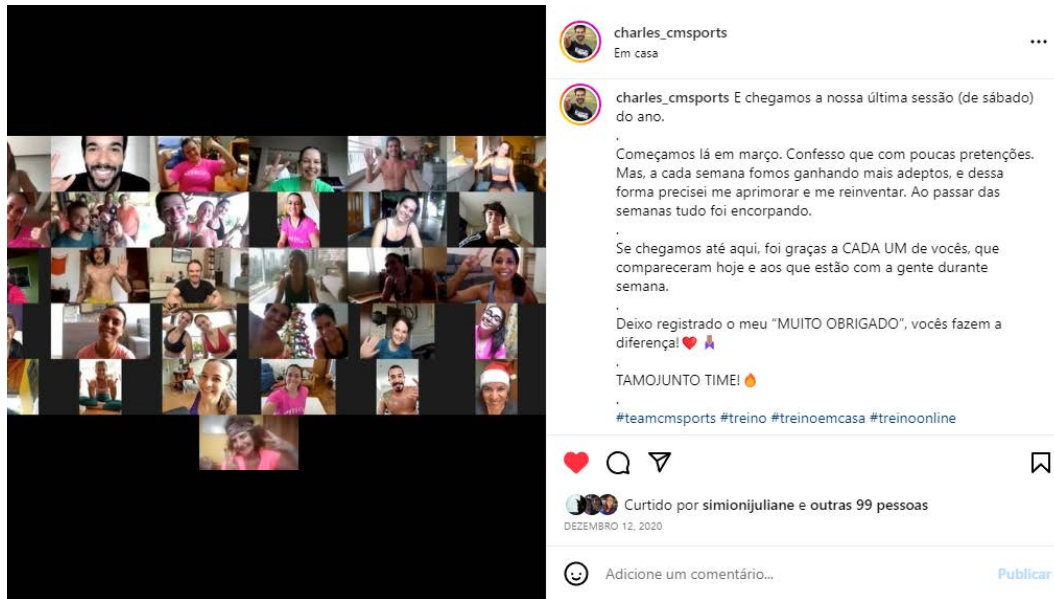 charles_cmsports
Em casa
charles_cmsports E chegamos a nossa última sessão (de sábado)
do ano.
.
Começamos lá em março. Confesso que com poucas pretenções.
Mas, a cada semana fomos ganhando mais adeptos, e dessa
forma precisei me aprimorar e me reinventar. Ao passar das
semanas tudo foi encorpando.
.
Se chegamos até aqui, foi graças a CADA UM de vocês, que
compareceram hoje e aos que estão com a gente durante
semana.
.
Deixo registrado o meu “MUITO OBRIGADO”, vocês fazem a
diferença!❤️ 🙏🏽
.
TAMOJUNTO TIME! 🔥
.
#teamcmsports #treino #treinoemcasa #treinoonline
Curtido por simionijuliane e outras 99 pessoas
DEZEMBRO 12, 2020
Adicione um comentário... Publicar